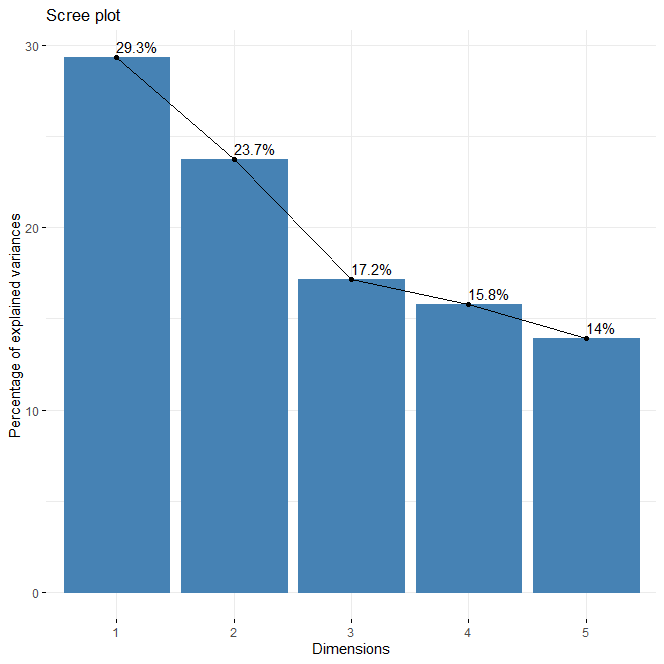 Scree plot
30
20
10
0
Percentage of explained variances
29.3%
23.7%
17.2%
15.8%
14%
1 2 3 4 5
Dimensions